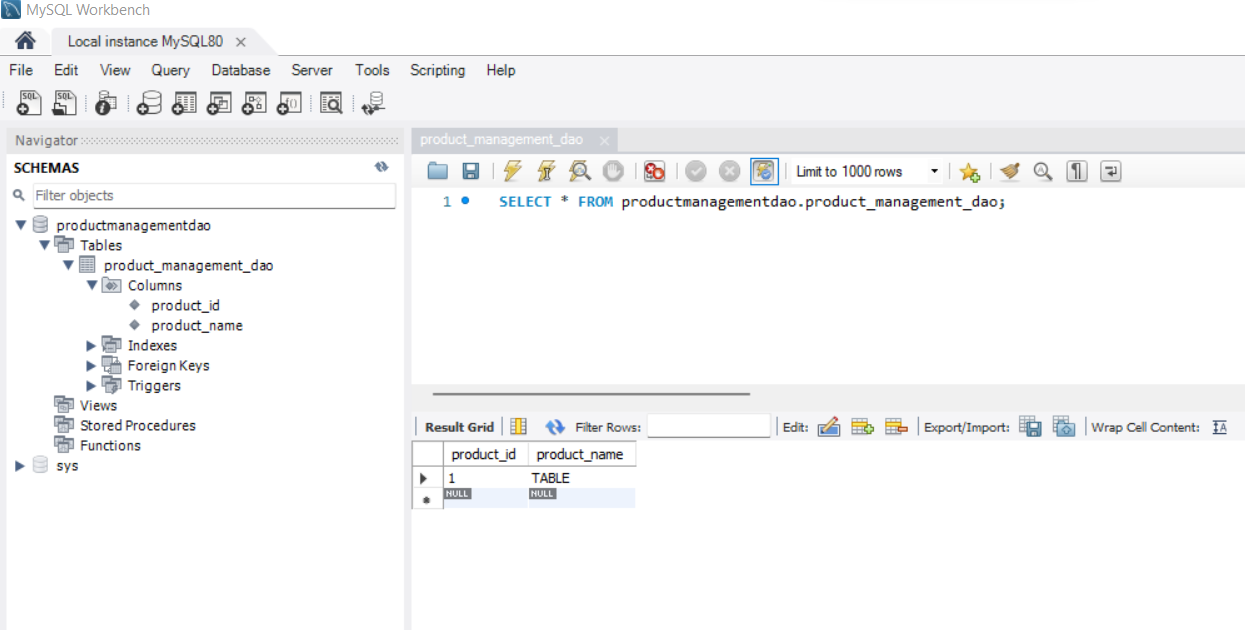 MySQL Workbench
Local instance MySQL80
File Edit View Query Database Server Tools Scripting Help
SQL SQL
Navigator
SCHEMAS
Filter objects
productmanagementdao
Tables
product_management_dao
Columns
product_id
product_name
Indexes
Foreign Keys
Triggers
Views
Stored Procedures
Functions
sys
product_management_dao
Limit to 1000 rows
1 SELECT * FROM productmanagementdao.product_management_dao;
Result Grid Filter Rows: Edit: Export/Import: Wrap Cell Content:
product_id product_name
1 TABLE
NULL NULL